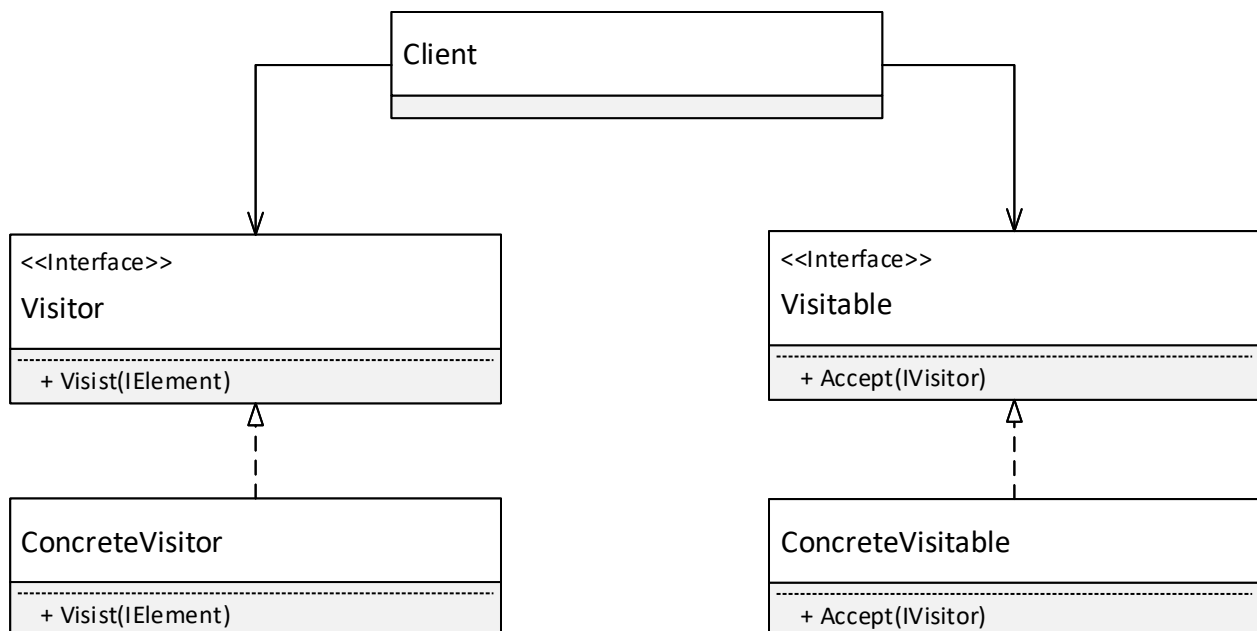 Client
<<Interface>>
Visitor
+ Visist(IElement)
<<Interface>>
Visitable
+ Accept(IVisitor)
ConcreteVisitor
+ Visist(IElement)
ConcreteVisitable
+ Accept(IVisitor)